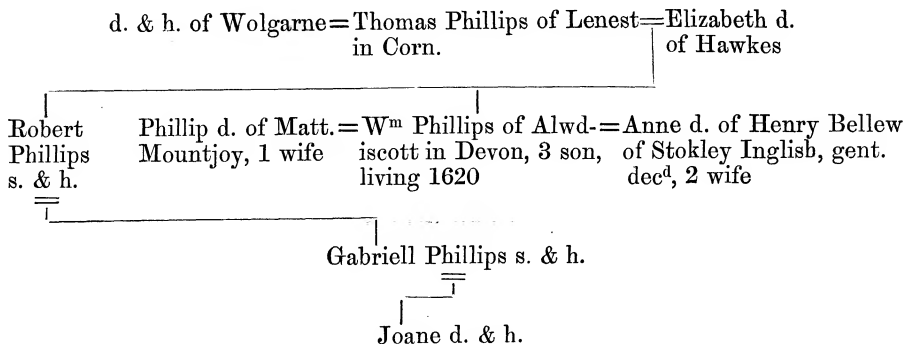 d. & h. of Wolgarne=Thomas Phillips of Lenest=Elizabeth d.
in Corn. of Hawkes
Robert Phillip d. of Matt.=Wᵐ Phillips of Alwd-=Anne d. of Henry Bellew
Phillips Mountjoy, 1 wife iscott in Devon, 3 son, of Stokley Inglish, gent.
s. & h. living 1620 decᵈ, 2 wife
Gabriell Phillips s. & h.
Joane d. & h.